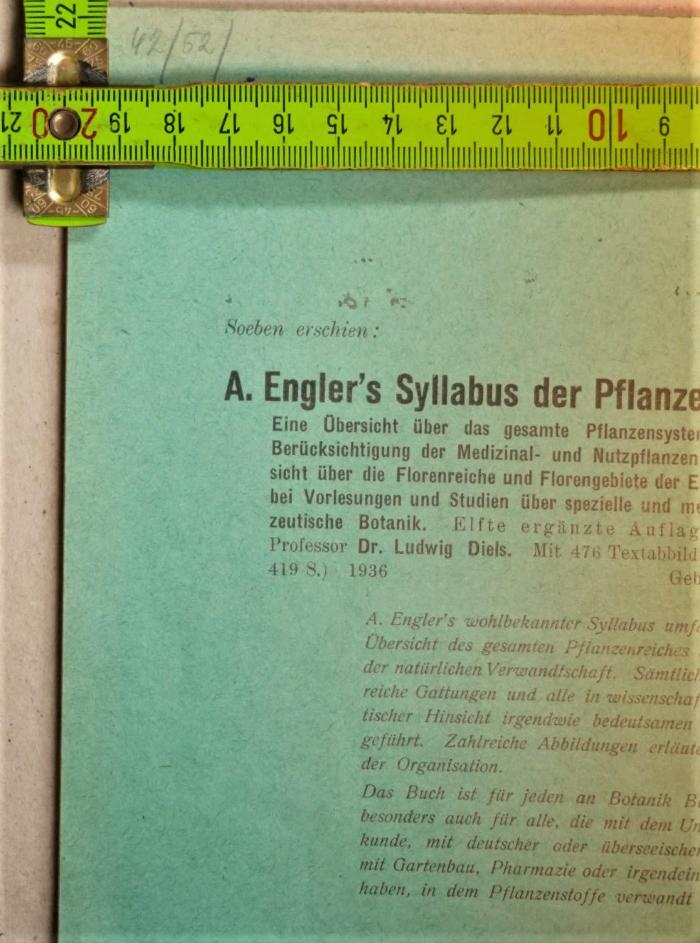 22
42/52/
21 20 19 18 17 16 15 14 13 12 11 10 9
Soeben erschien:
A. Engler's Syllabus der Pflanze
Eine Übersicht über das gesamte Pflanzensyste
Berücksichtigung der Medizinal- und Nutzpflanzen
sicht über die Florenreiche und Florengebiete der E
bei Vorlesungen und Studien über spezielle und me
zeutische Botanik. Elfte ergänzte Auflag
Professor Dr. Ludwig Diels. Mit 476 Textabbild
419 S.) 1936 Geb
A. Engler's wohlbekannter Syllabus umf
Übersicht des gesamten Pflanzenreiches
der natürlichen Verwandtschaft. Sämtlich
reiche Gattungen und alle in wissenschaf
tischer Hinsicht irgendwie bedeutsamen
geführt. Zahlreiche Abbildungen erläute
der Organisation.
Das Buch ist für jeden an Botanik B
besonders auch für alle, die mit dem Un
kunde, mit deutscher oder überseeischer
mit Gartenbau, Pharmazie oder irgendein
haben, in dem Pflanzenstoffe verwandt